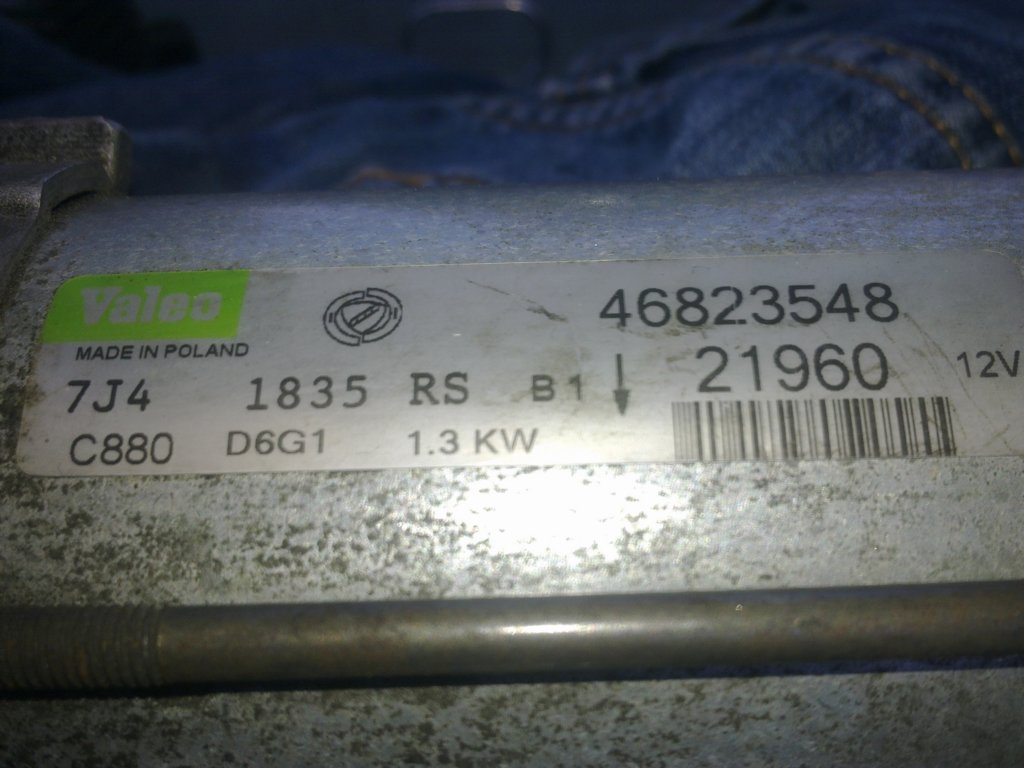 Valeo
MADE IN POLAND
46823548
21960 12V
7J4 1835 RS B1
C880 D6G1 1.3 KW